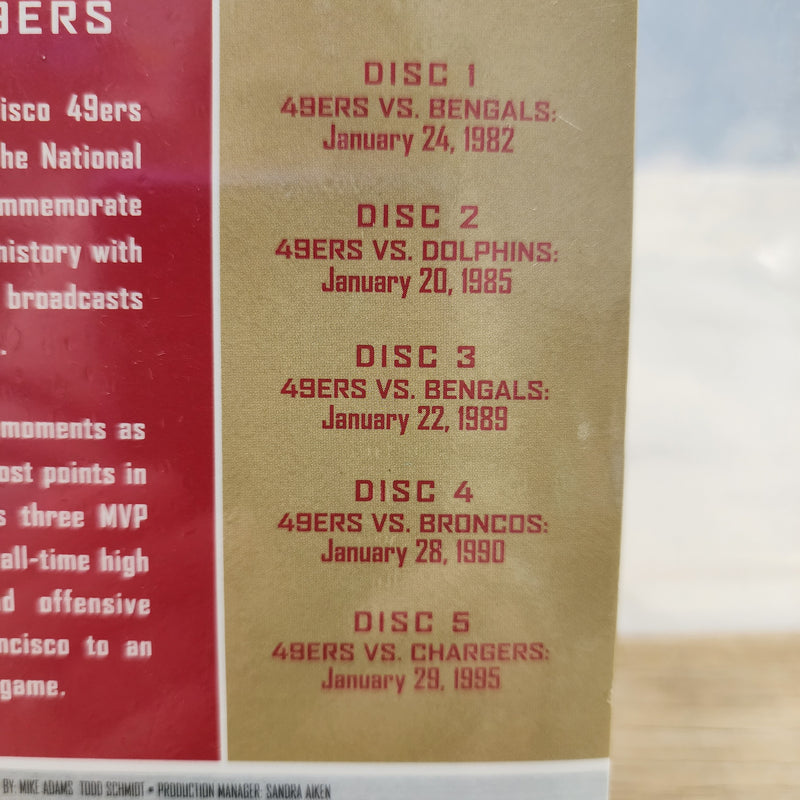 9ERS
isco 49ers
he National
mmemorate
history with
broadcasts
.
moments as
ost points in
s three MVP
all-time high
d offensive
ncisco to an
game.
DISC 1
49ERS VS. BENGALS:
January 24, 1982
DISC 2
49ERS VS. DOLPHINS:
January 20, 1985
DISC 3
49ERS VS. BENGALS:
January 22, 1989
DISC 4
49ERS VS. BRONCOS:
January 28, 1990
DISC 5
49ERS VS. CHARGERS:
January 29, 1995
BY: MIKE ADAMS TODD SCHMIDT • PRODUCTION MANAGER: SANDRA AIKEN